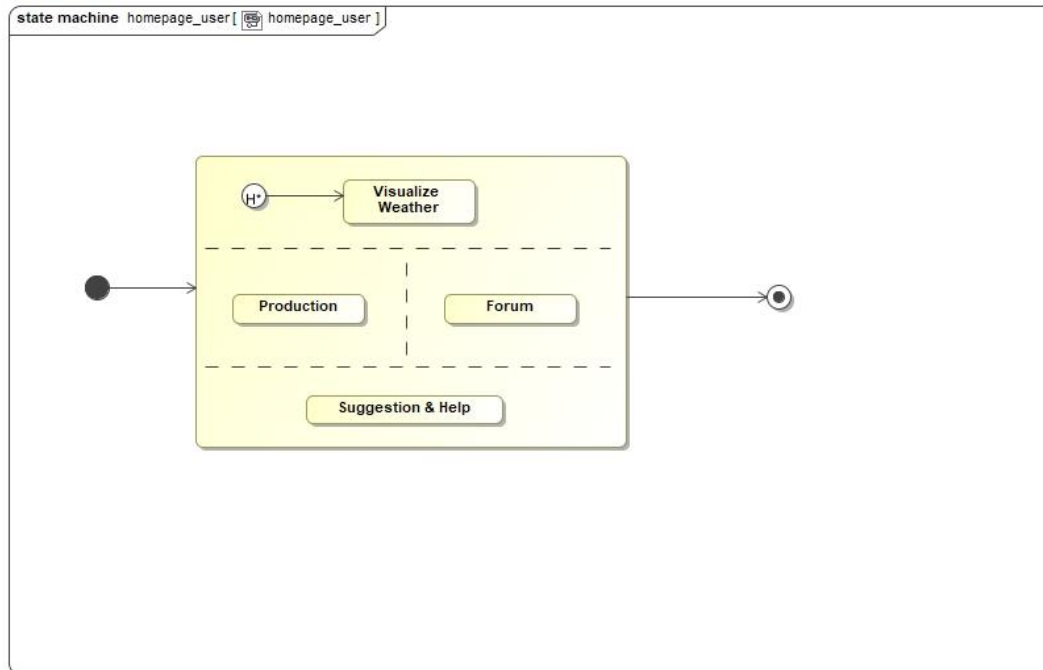 state machine homepage_user [ homepage_user ]
H*
Visualize
Weather
Production
Forum
Suggestion & Help